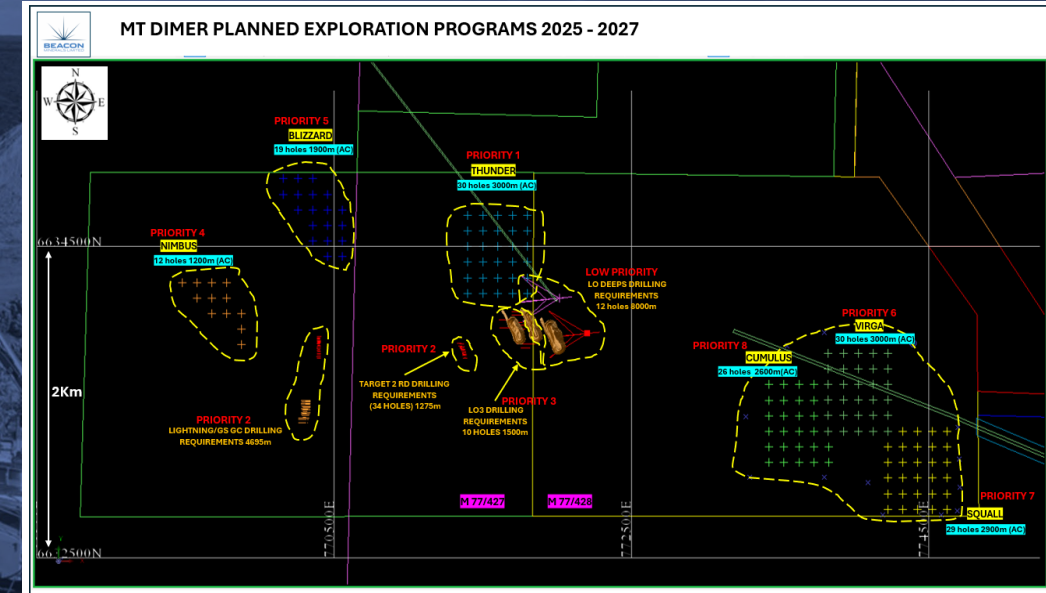 MT DIMER PLANNED EXPLORATION PROGRAMS 2025 - 2027
BEACON
MINERALS LIMITED
N
W E
S
PRIORITY 5
BLIZZARD
19 holes 1900m (AC)
PRIORITY 1
THUNDER
30 holes 3000m (AC)
PRIORITY 4
NIMBUS
12 holes 1200m (AC)
6634500N
LOW PRIORITY
LO DEEPS DRILLING
REQUIREMENTS
12 holes 8000m
PRIORITY 6
VIRGA
30 holes 3000m (AC)
PRIORITY 8
CUMULUS
26 holes 2600m(AC)
PRIORITY 2
TARGET 2 RD DRILLING
REQUIREMENTS
(34 HOLES) 1275m
2Km
PRIORITY 3
LO3 DRILLING
REQUIREMENTS
10 HOLES 1500m
PRIORITY 2
LIGHTNING/GS GC DRILLING
REQUIREMENTS 4695m
M 77/427
M 77/428
PRIORITY 7
SQUALL
29 holes 2900m (AC)
770500E
772500E